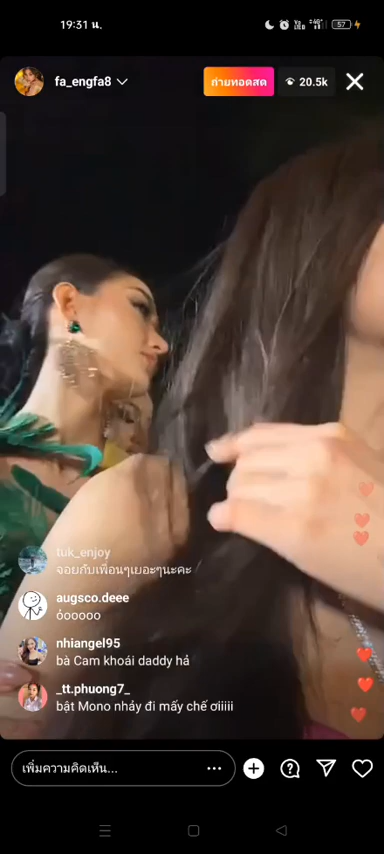 19:31 น.
57
fa_engfa8
ถ่ายทอดสด
20.5k
tuk_enjoy
จอยกับเพื่อนๆเยอะๆนะคะ
augsco.deee
ỏooooo
nhiangel95
bà Cam khoái daddy hả
_tt.phuong7_
bật Mono nhảy đi mấy chế ơiiiii
เพิ่มความคิดเห็น...